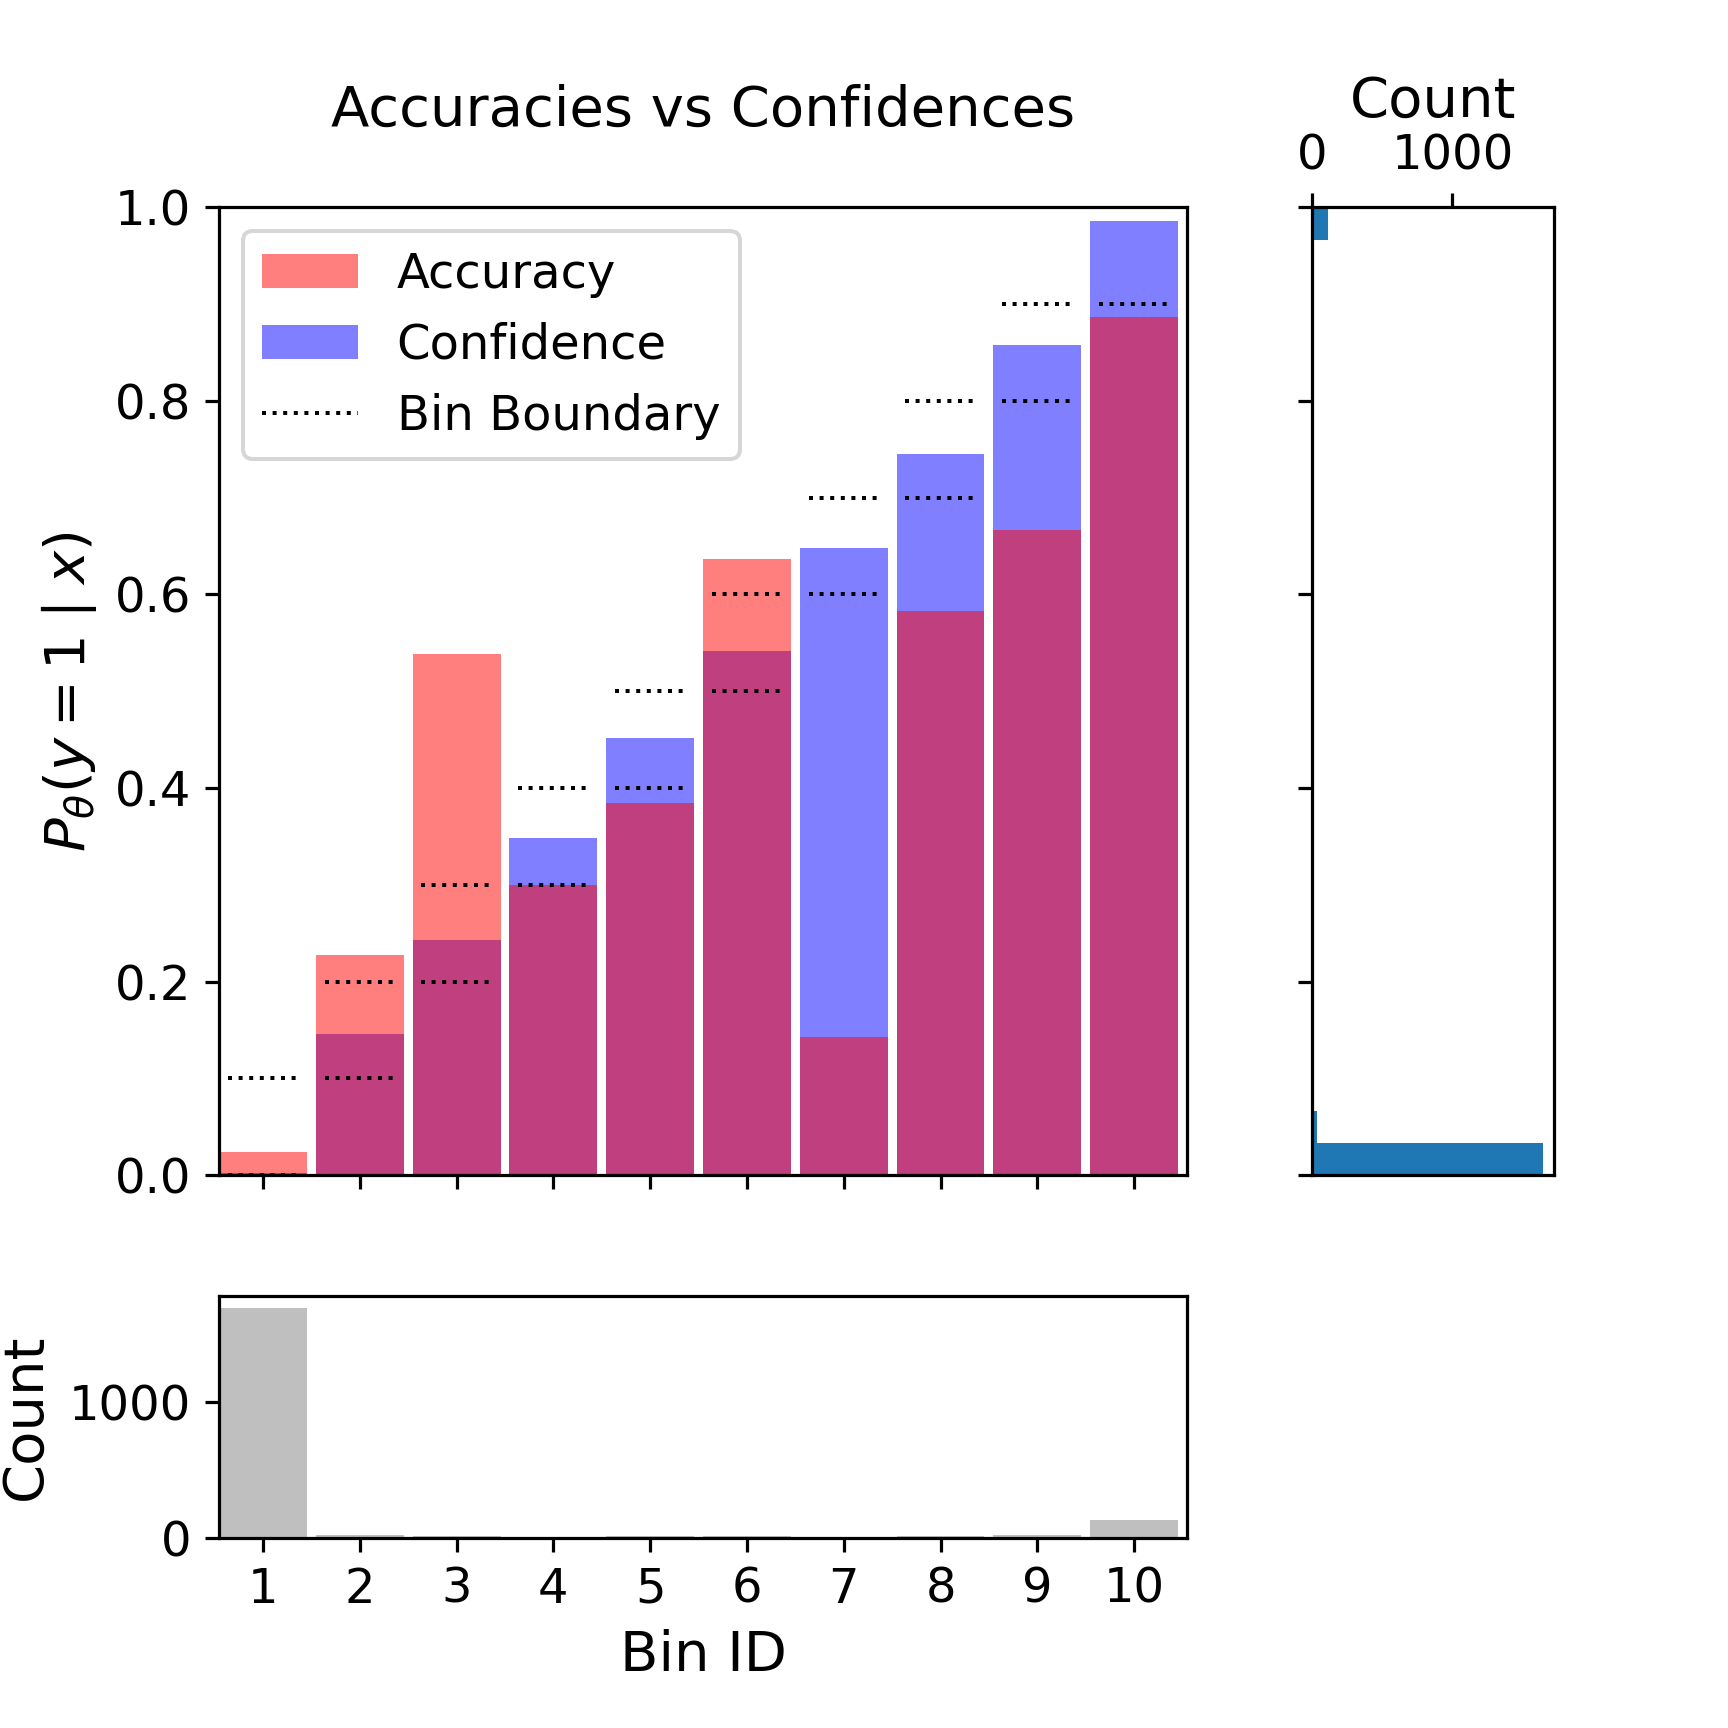 Accuracies vs Confidences
Count
0 1000
1.0
0.8
0.6
0.4
0.2
0.0
Pθ(y = 1 | x)
Accuracy
Confidence
Bin Boundary
Count
1000
0
1 2 3 4 5 6 7 8 9 10
Bin ID